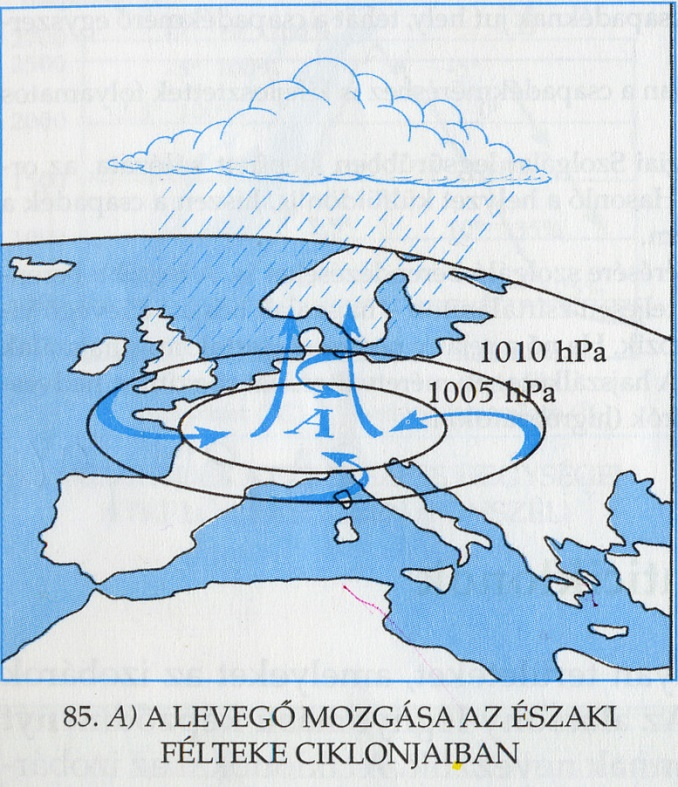 1010 hPa
1005 hPa
A
85. A) A LEVEGŐ MOZGÁSA AZ ÉSZAKI
FÉLTEKE CIKLONJAIBAN